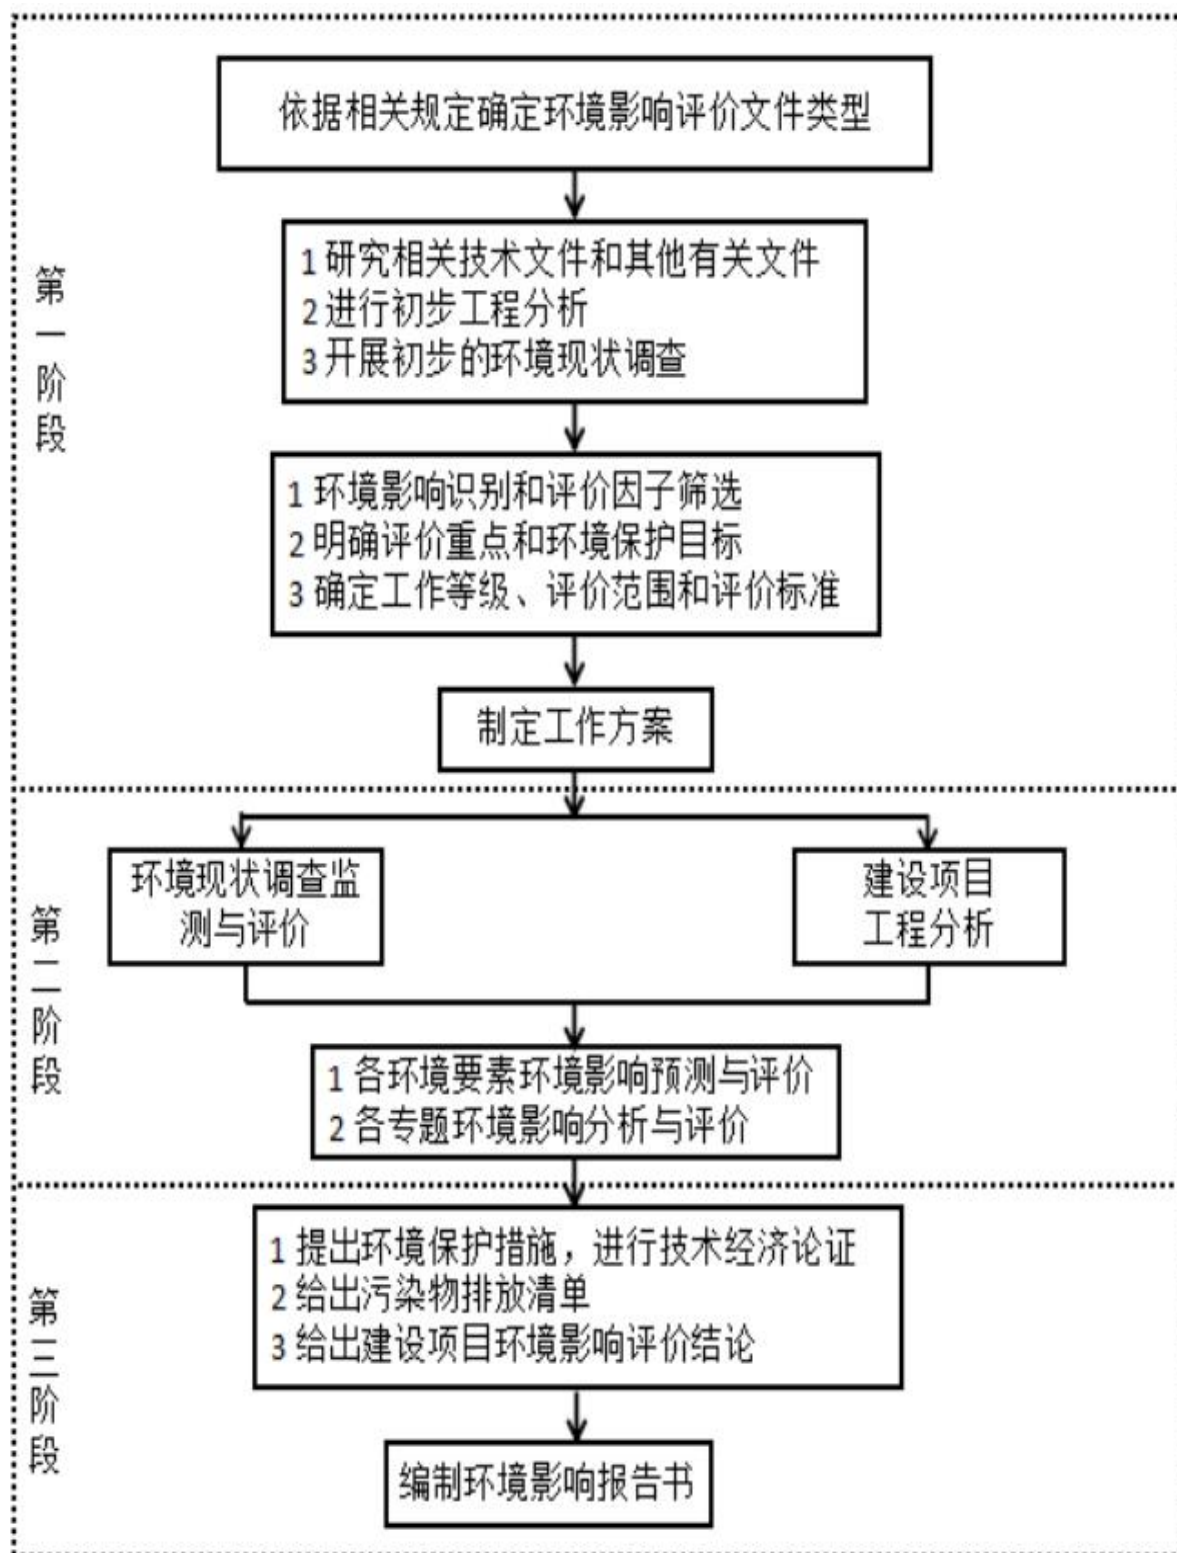 依据相关规定确定环境影响评价文件类型
第一阶段
1 研究相关技术文件和其他有关文件
2 进行初步工程分析
3 开展初步的环境现状调查
1 环境影响识别和评价因子筛选
2 明确评价重点和环境保护目标
3 确定工作等级、评价范围和评价标准
制定工作方案
第二阶段
环境现状调查监
测与评价
建设项目
工程分析
1 各环境要素环境影响预测与评价
2 各专题环境影响分析与评价
第三阶段
1 提出环境保护措施，进行技术经济论证
2 给出污染物排放清单
3 给出建设项目环境影响评价结论
编制环境影响报告书